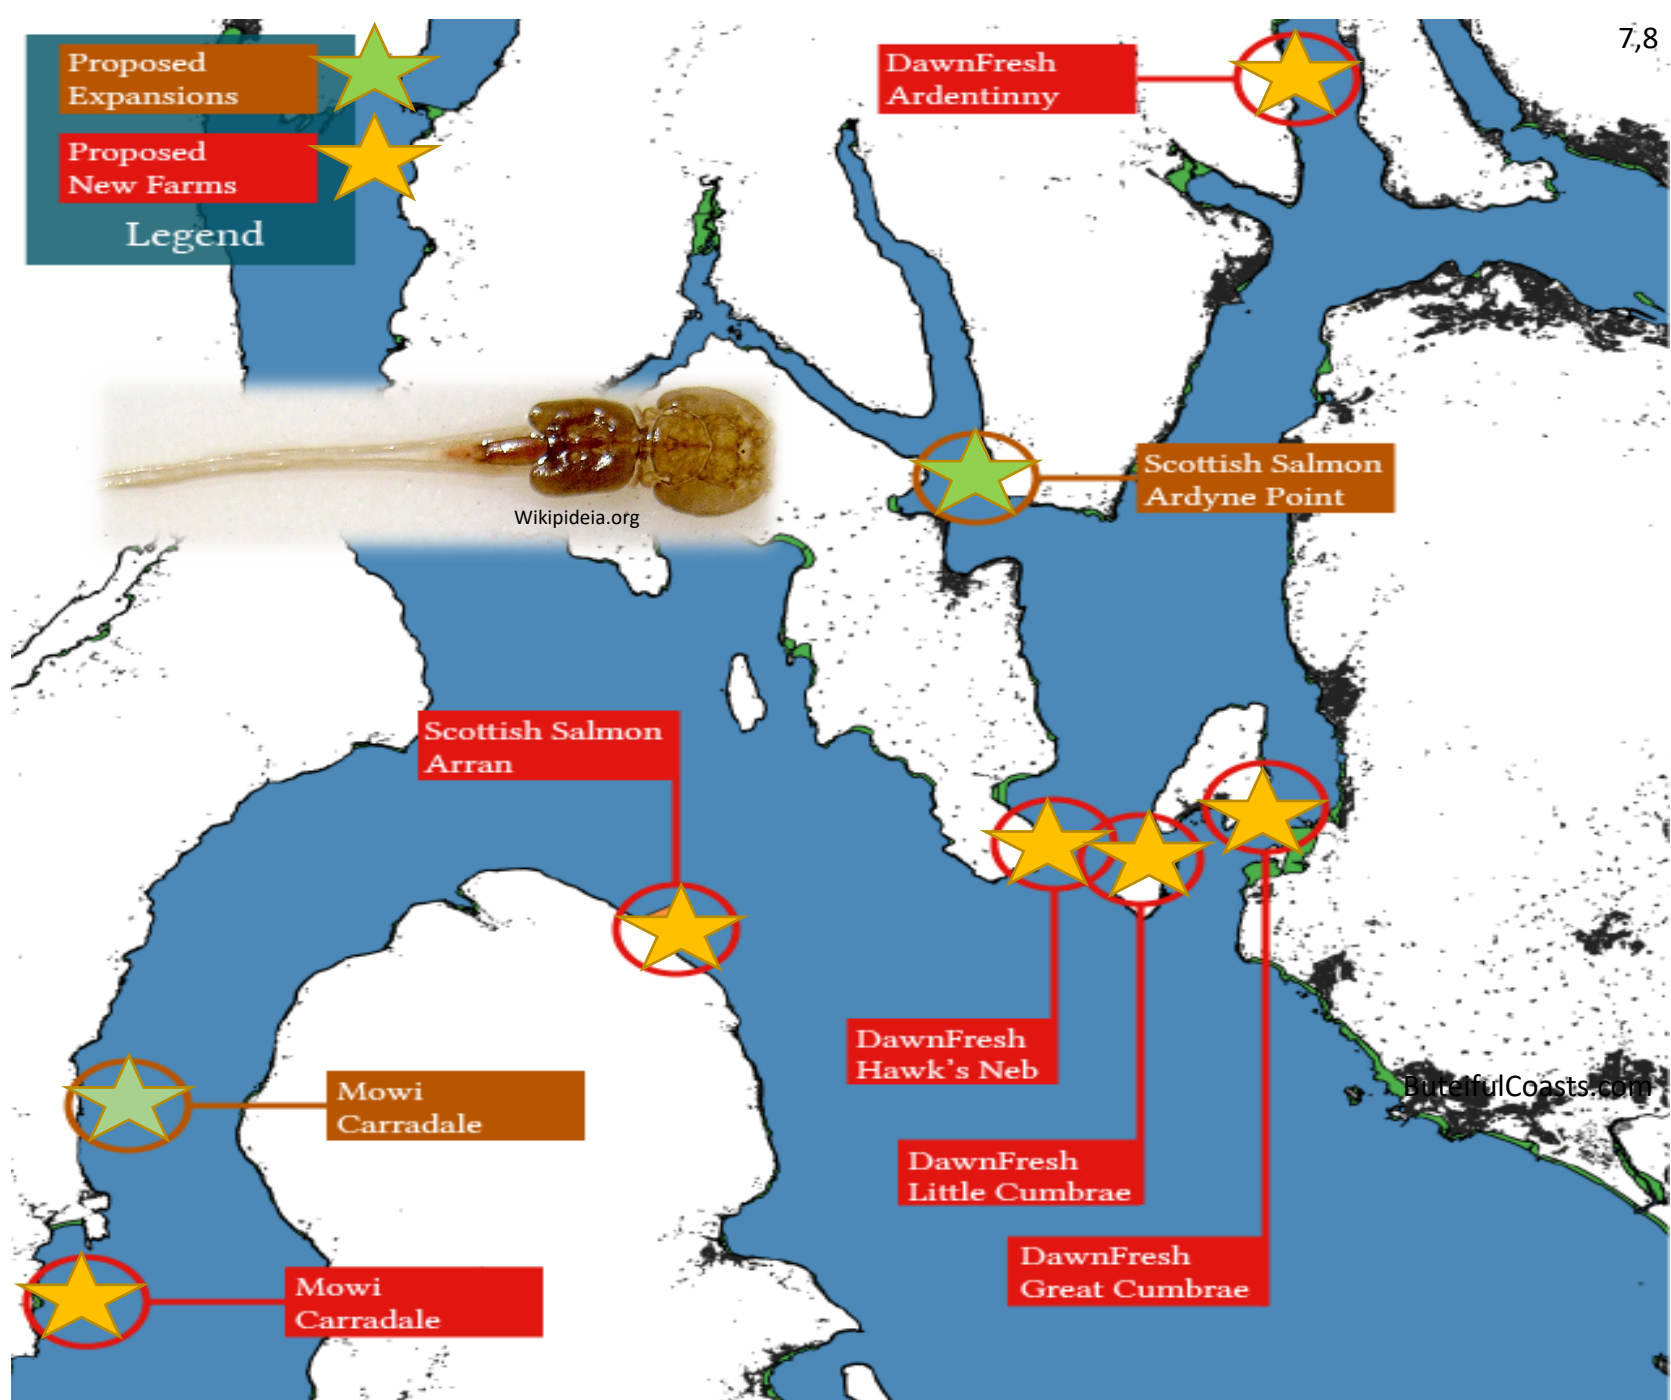 7,8
Proposed
Expansions
Proposed
New Farms
Legend
DawnFresh
Ardentinny
Scottish Salmon
Ardyne Point
Wikipideia.org
Scottish Salmon
Arran
DawnFresh
Hawk's Neb
ButeifulCoasts.com
Mowi
Carradale
DawnFresh
Little Cumbrae
DawnFresh
Great Cumbrae
Mowi
Carradale